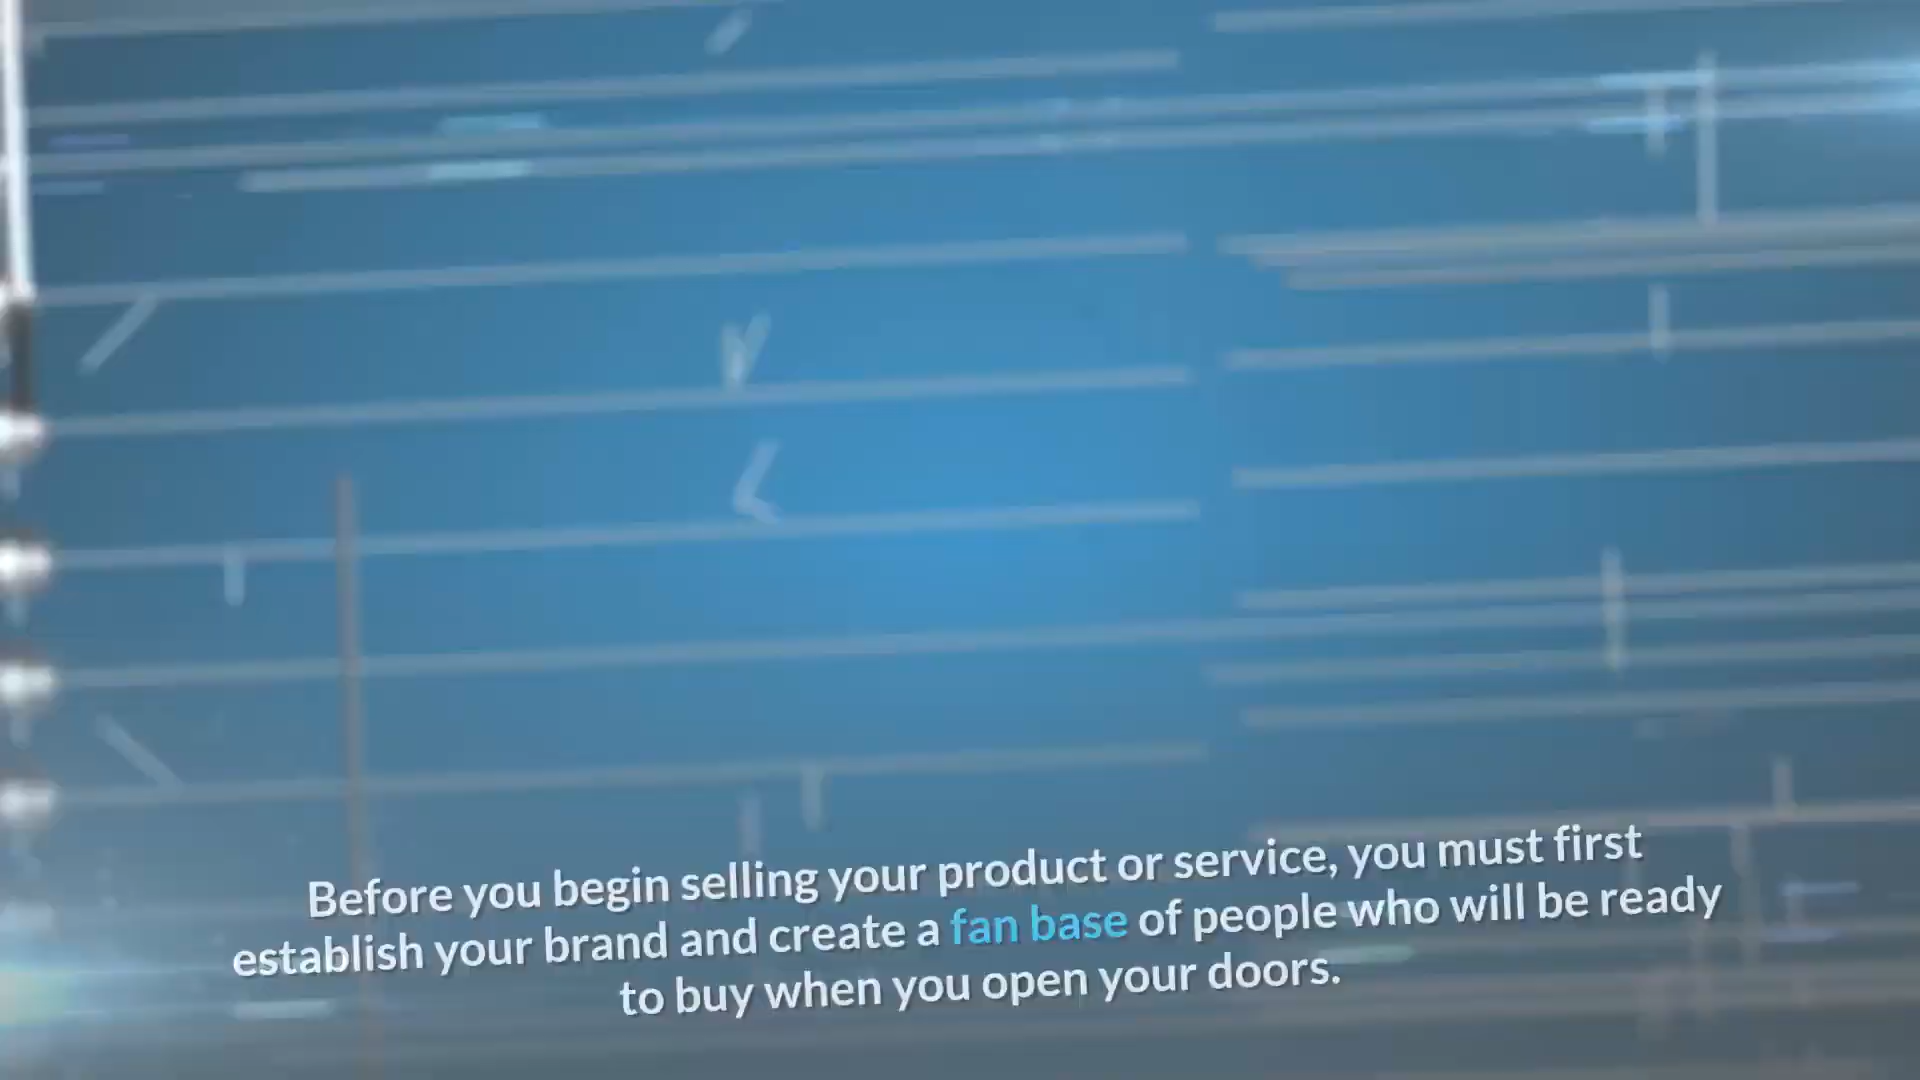 Before you begin selling your product or service, you must first
establish your brand and create a fan base of people who will be ready
to buy when you open your doors.